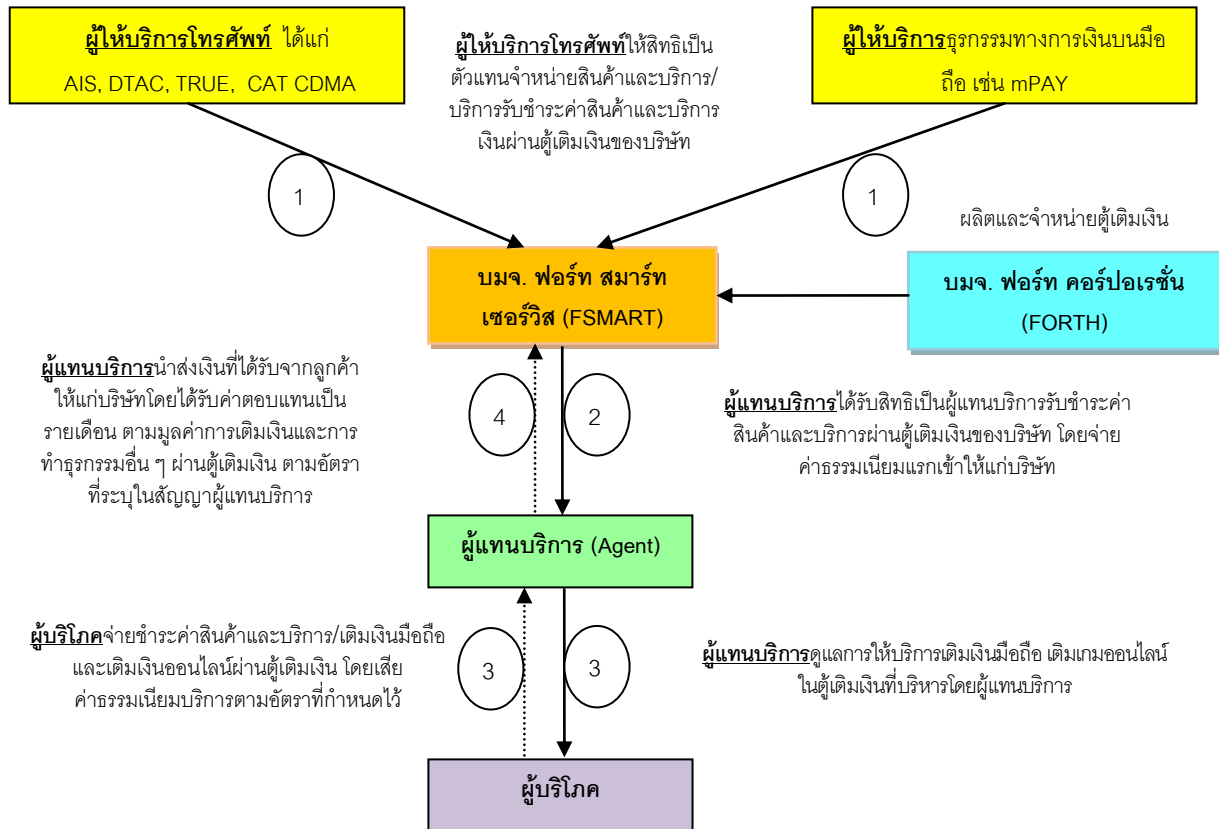 ผู้ให้บริการโทรศัพท์ ได้แก่
AIS, DTAC, TRUE, CAT CDMA
ผู้ให้บริการโทรศัพท์ให้สิทธิเป็น
ตัวแทนจำหน่ายสินค้าและบริการ/
บริการรับชำระค่าสินค้าและบริการ
เงินผ่านตู้เติมเงินของบริษัท
ผู้ให้บริการธุรกรรมทางการเงินบนมือ
ถือ เช่น mPAY
1
1
ผลิตและจำหน่ายตู้เติมเงิน
บมจ. ฟอร์ท สมาร์ท
เซอร์วิส (FSMART)
บมจ. ฟอร์ท คอร์ปอเรชั่น
(FORTH)
ผู้แทนบริการนำส่งเงินที่ได้รับจากลูกค้า
ให้แก่บริษัทโดยได้รับค่าตอบแทนเป็น
รายเดือน ตามมูลค่าการเติมเงินและการ
ทำธุรกรรมอื่น ๆ ผ่านตู้เติมเงิน ตามอัตรา
ที่ระบุในสัญญาผู้แทนบริการ
4
2
ผู้แทนบริการได้รับสิทธิเป็นผู้แทนบริการรับชำระค่า
สินค้าและบริการผ่านตู้เติมเงินของบริษัท โดยจ่าย
ค่าธรรมเนียมแรกเข้าให้แก่บริษัท
ผู้แทนบริการ (Agent)
ผู้บริโภคจ่ายชำระค่าสินค้าและบริการ/เติมเงินมือถือ
และเติมเงินออนไลน์ผ่านตู้เติมเงิน โดยเสีย
ค่าธรรมเนียมบริการตามอัตราที่กำหนดไว้
3
3
ผู้แทนบริการดูแลการให้บริการเติมเงินมือถือ เติมเกมออนไลน์
ในตู้เติมเงินที่บริหารโดยผู้แทนบริการ
ผู้บริโภค